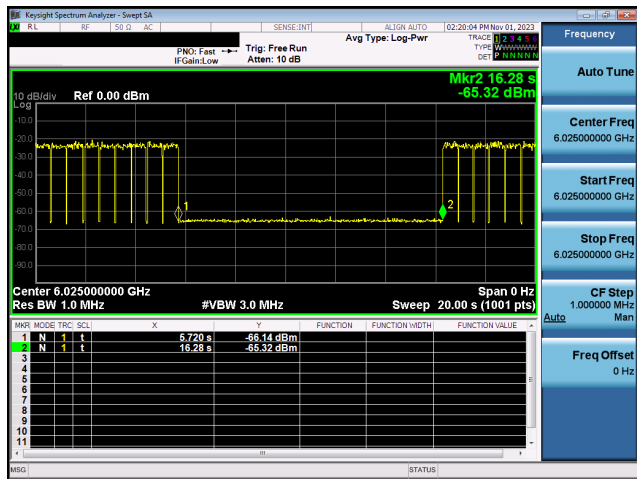 Keysight Spectrum Analyzer - Swept SA
RL RF 50 Ω AC SENSE:INT ALIGN AUTO 02:20:04 PM Nov 01, 2023
PNO: Fast Trig: Free Run Avg Type: Log-Pwr TRACE 1 2 3 4 5 6
IFGain:Low Atten: 10 dB TYPE
DET P N N N N N
Frequency
Mkr2 16.28 s
-65.32 dBm
10 dB/div Ref 0.00 dBm
Log
-10.0
-20.0
-30.0
-40.0
-50.0
-60.0
-70.0
-80.0
-90.0
1
2
Center 6.025000000 GHz Span 0 Hz
Res BW 1.0 MHz #VBW 3.0 MHz Sweep 20.00 s (1001 pts)
MKR MODE TRC SCL X Y FUNCTION FUNCTION WIDTH FUNCTION VALUE
1 N 1 t 5.720 s -66.14 dBm
2 N 1 t 16.28 s -65.32 dBm
3
4
5
6
7
8
9
10
11
MSG STATUS
Auto Tune
Center Freq
6.025000000 GHz
Start Freq
6.025000000 GHz
Stop Freq
6.025000000 GHz
CF Step
1.000000 MHz
Auto Man
Freq Offset
0 Hz